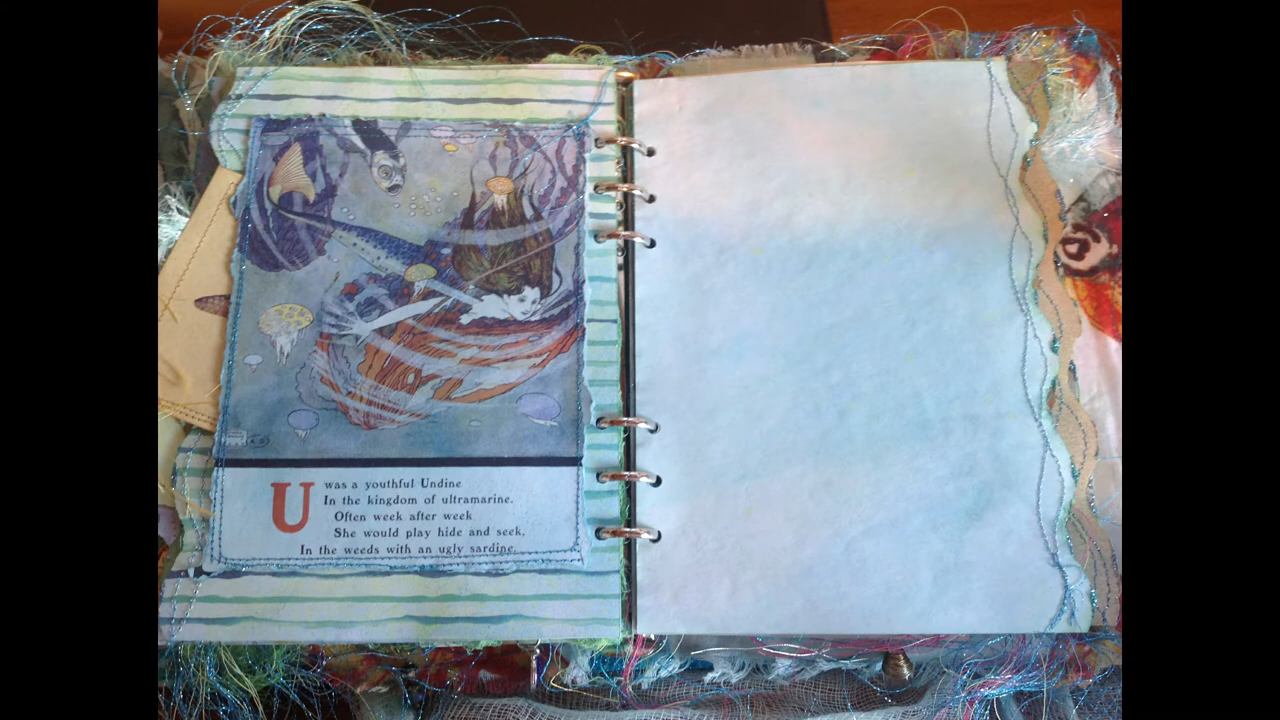 U was a youthful Undine
In the kingdom of ultramarine.
Often week after week
She would play hide and seek,
In the weeds with an ugly sardine.